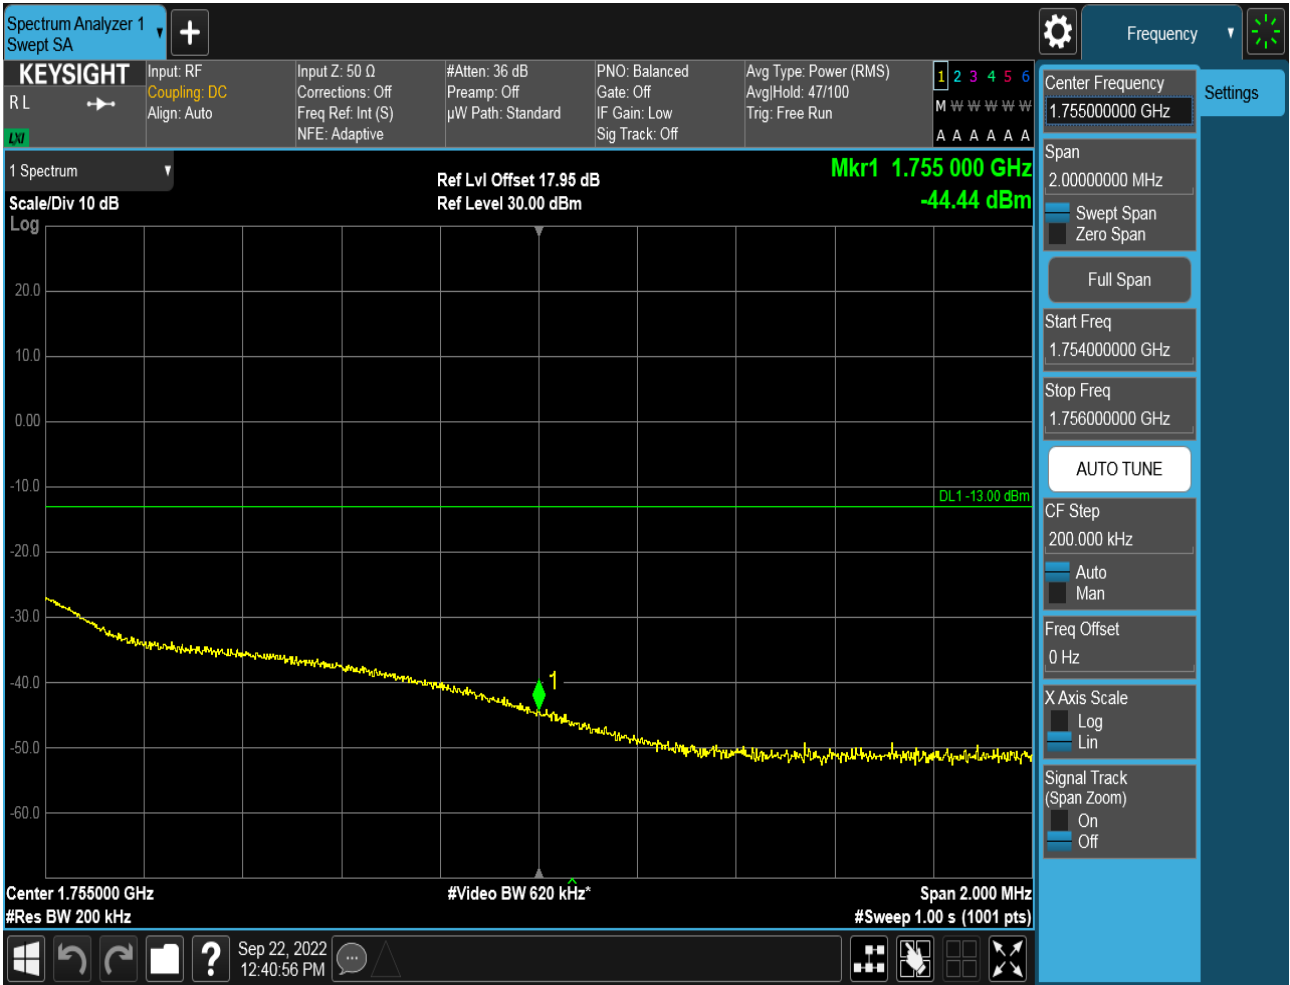 Spectrum Analyzer 1
Swept SA
Frequency
KEYSIGHT
R L
LXI
Input: RF
Coupling: DC
Align: Auto
Input Z: 50 Ω
Corrections: Off
Freq Ref: Int (S)
NFE: Adaptive
#Atten: 36 dB
Preamp: Off
µW Path: Standard
PNO: Balanced
Gate: Off
IF Gain: Low
Sig Track: Off
Avg Type: Power (RMS)
Avg|Hold: 47/100
Trig: Free Run
1 2 3 4 5 6
M W W W W W
A A A A A A
1 Spectrum
Scale/Div 10 dB
Log
Ref Lvl Offset 17.95 dB
Ref Level 30.00 dBm
Mkr1 1.755 000 GHz
-44.44 dBm
20.0
10.0
0.00
-10.0
DL1 -13.00 dBm
-20.0
-30.0
-40.0
1
-50.0
-60.0
Center 1.755000 GHz
#Video BW 620 kHz*
Span 2.000 MHz
#Res BW 200 kHz
#Sweep 1.00 s (1001 pts)
?
Sep 22, 2022
12:40:56 PM
Center Frequency
1.755000000 GHz
Settings
Span
2.00000000 MHz
Swept Span
Zero Span
Full Span
Start Freq
1.754000000 GHz
Stop Freq
1.756000000 GHz
AUTO TUNE
CF Step
200.000 kHz
Auto
Man
Freq Offset
0 Hz
X Axis Scale
Log
Lin
Signal Track
(Span Zoom)
On
Off